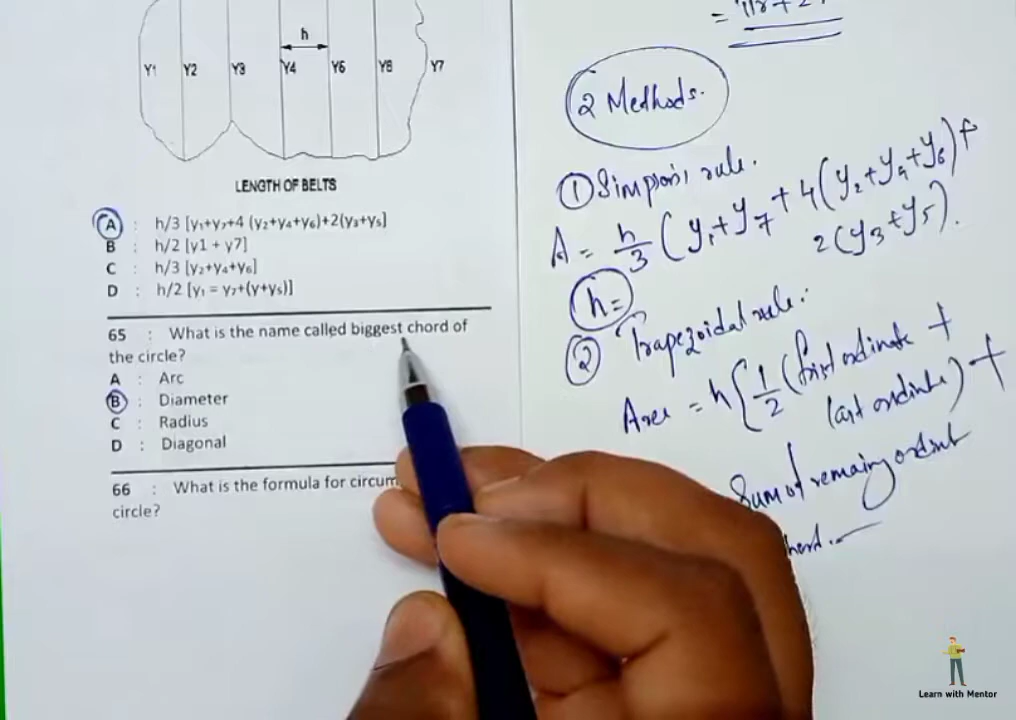 = πr + 2r
h
Y1 Y2 Y3 Y4 Y5 Y6 Y7
2 Methods.
LENGTH OF BELTS
① Simpson's rule.
A = h/3 (y1+y7 + 4(y2+y4+y6) +
2(y3+y5).
h =
A : h/3 [y₁+y₇+4 (y₂+y₄+y₆)+2(y₃+y₅]
B : h/2 [y1 + y7]
C : h/3 [y₂+y₄+y₆]
D : h/2 [y₁ = y₇+(y+y₅)]
② Trapezoidal rule:
Area = h{1/2 (first ordinate +
last ordinate) +
Sum of remaing ordinat
65 : What is the name called biggest chord of
the circle?
A : Arc
B : Diameter
C : Radius
D : Diagonal
66 : What is the formula for circum
circle?
Learn with Mentor